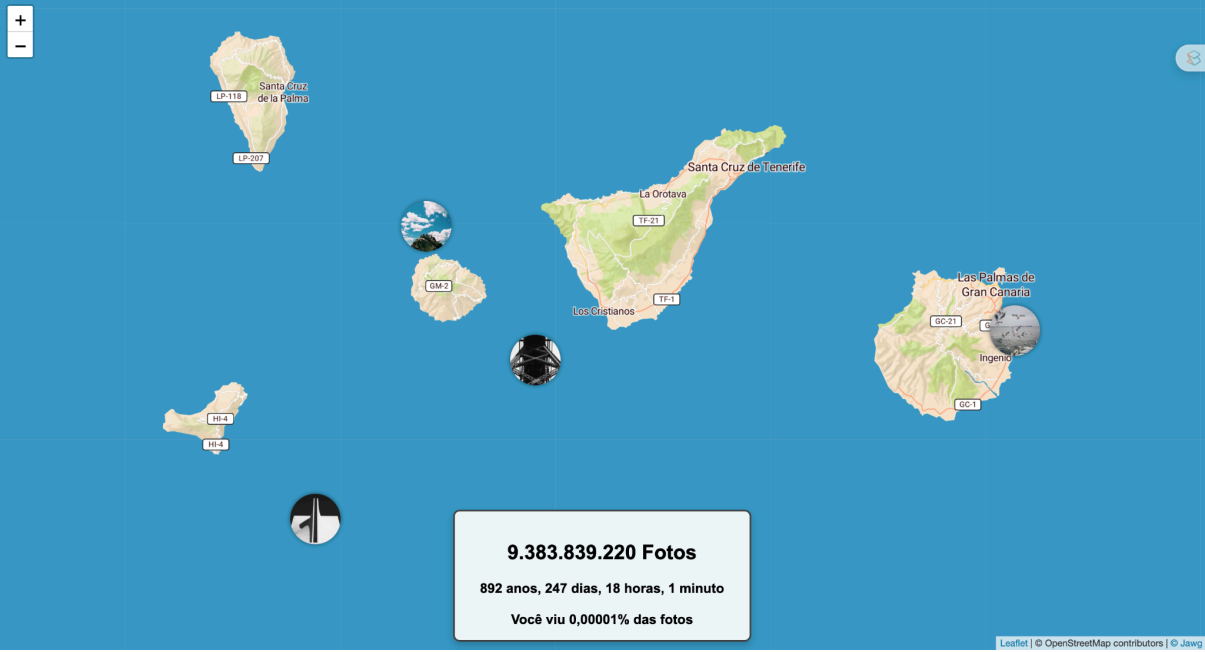 +
−
Santa Cruz
de la Palma
LP-118
LP-207
Santa Cruz de Tenerife
La Orotava
TF-21
TF-1
Los Cristianos
GM-2
Las Palmas de
Gran Canaria
GC-21
Ingenio
GC-1
HI-4
HI-4
9.383.839.220 Fotos
892 anos, 247 dias, 18 horas, 1 minuto
Você viu 0,00001% das fotos
Leaflet | © OpenStreetMap contributors | © Jawg